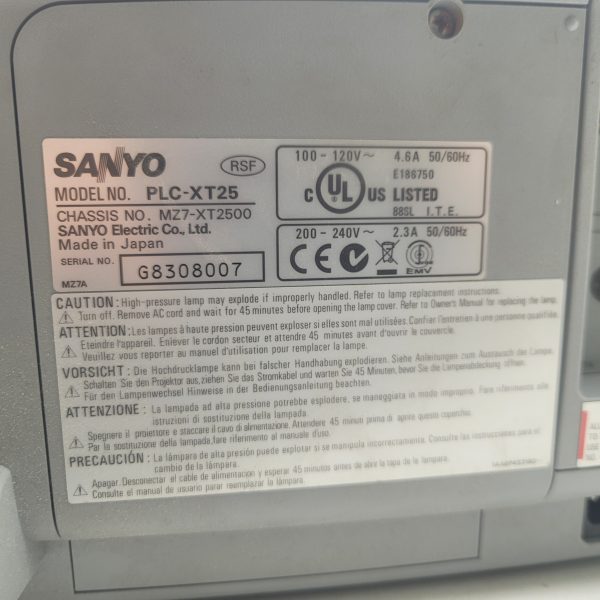 SANYO
RSF
MODEL NO. PLC-XT25
CHASSIS NO. MZ7-XT2500
SANYO Electric Co., Ltd.
Made in Japan
SERIAL NO. G8308007
MZ7A
100 - 120V~ 4.6A 50/60Hz
E186750
C UL US LISTED
88SL I.T.E.
200 - 240V~ 2.3A 50/60Hz
CE
EMV
CAUTION : High-pressure lamp may explode if improperly handled. Refer to lamp replacement instructions.
Turn off. Remove AC cord and wait for 45 minutes before opening the lamp cover. Refer to Owner's Manual for replacing the lamp.
ATTENTION : Les lampes à haute pression peuvent exploser si elles sont mal utilisées. Confier l'entretien à une personne qualifiée.
Eteindre l'appareil. Enlever le cordon secteur et attendre 45 minutes avant d'ouvrir le couvercle.
Veuillez vous reporter au manuel d'utilisation pour remplacer la lampe.
VORSICHT : Die Hochdrucklampe kann bei falscher Handhabung explodieren. Siehe Anleitungen zum Austausch der Lampe.
Schalten Sie den Projektor aus, ziehen Sie das Stromkabel und warten Sie 45 Minuten, bevor Sie die Lampenabdeckung öffnen.
Für den Lampenwechsel Hinweise in der Bedienungsanleitung beachten.
ATTENZIONE : La lampada ad alta pressione potrebbe esplodere, se maneggiata in modo improprio. Fare riferimento alle
istruzioni di sostituzione della lampada.
Spegnere il proiettore e staccare il cavo di alimentazione. Attendere 45 minuti prima di aprire questo coperchio.
Par la sostituzione della lampada, fare riferimento al manuale d'uso.
PRECAUCIÓN : La lámpara de alta presión puede explotar si se manipula incorrectamente. Consulte las instrucciones para el
cambio de la lámpara.
Apagar. Desconectar el cable de alimentación y esperar 45 minutos antes de abrir la tapa de la lámpara.
Consulte el manual de usuario para reemplazar la lámpara.